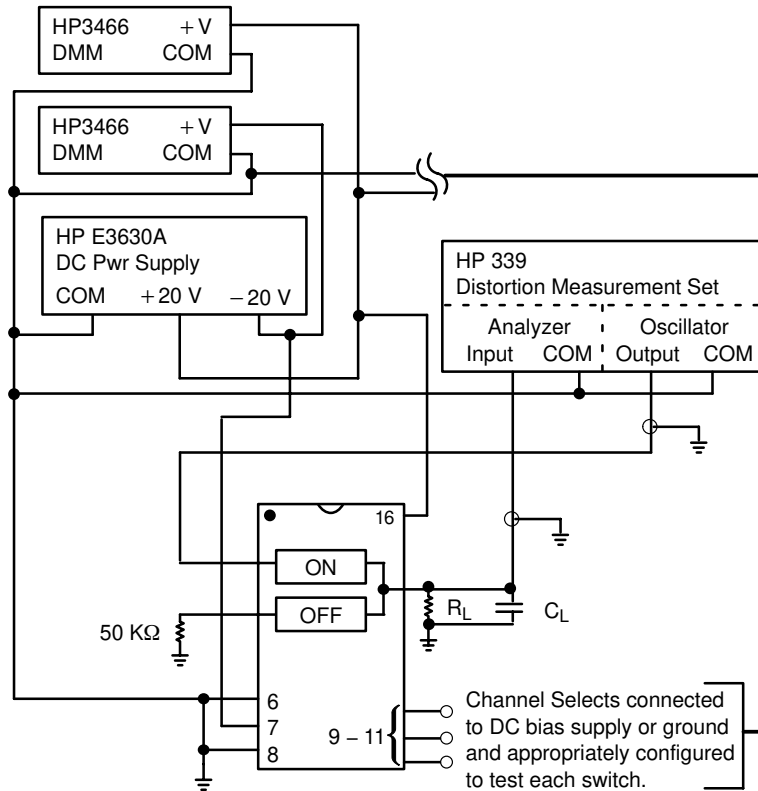 HP3466 +V
DMM COM
HP3466 +V
DMM COM
HP E3630A
DC Pwr Supply
COM +20 V −20 V
HP 339
Distortion Measurement Set
Analyzer Oscillator
Input COM Output COM
16
ON
OFF
50 KΩ
RL
CL
6
7
8
9 – 11
Channel Selects connected
to DC bias supply or ground
and appropriately configured
to test each switch.